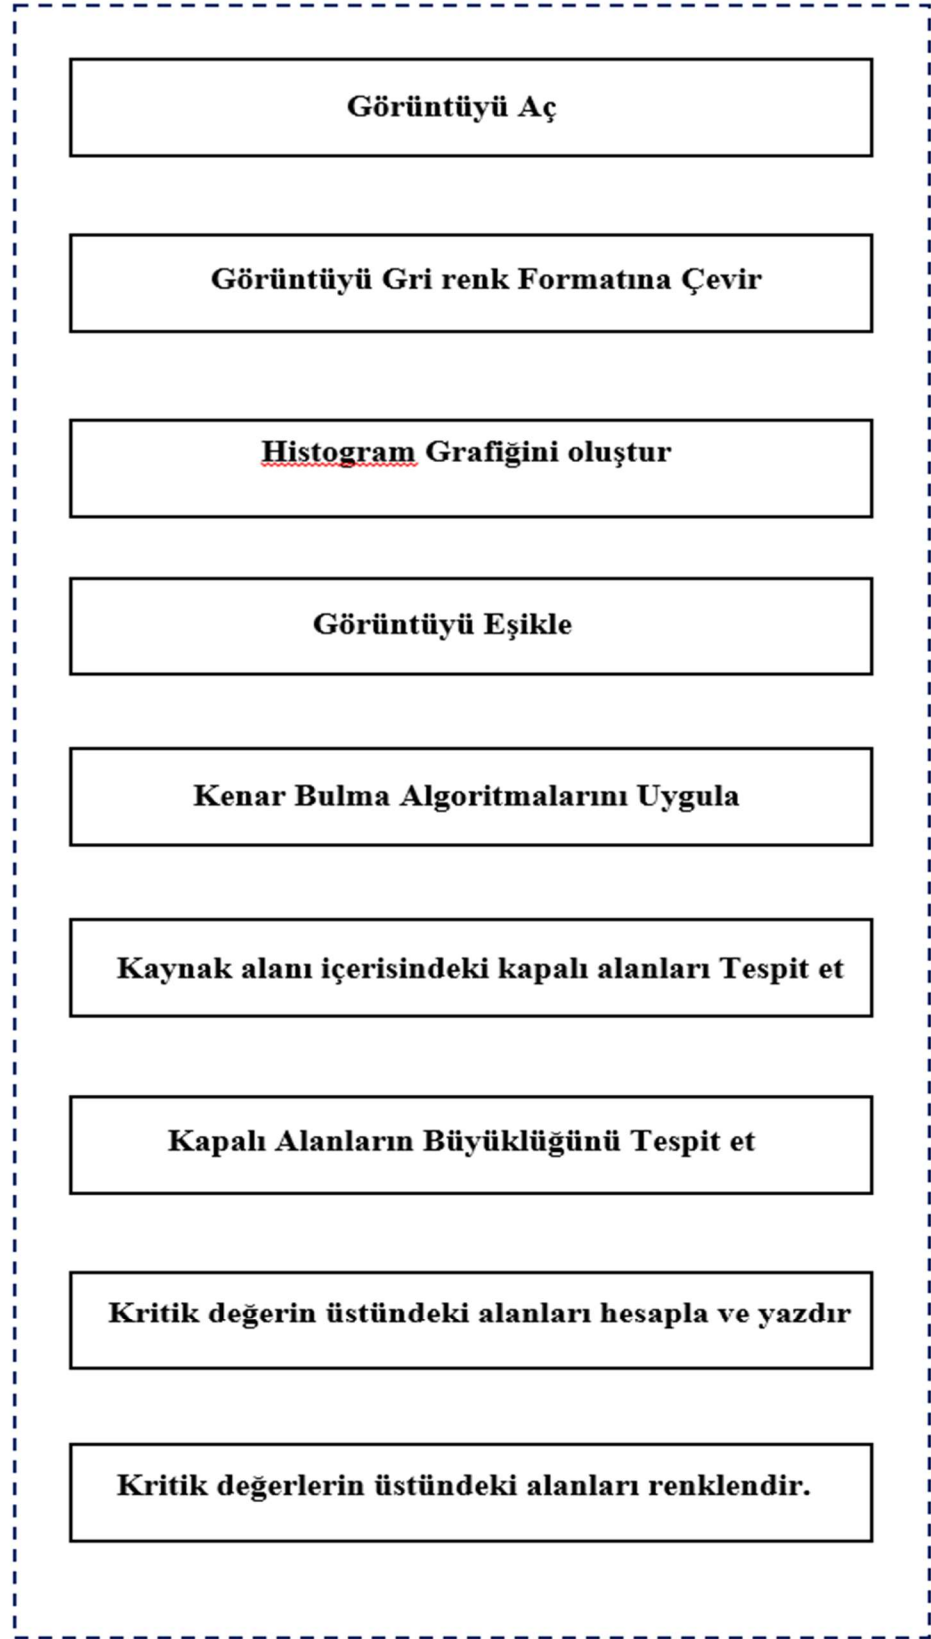 Görüntüyü Aç
Görüntüyü Gri renk Formatına Çevir
Histogram Grafiğini oluştur
Görüntüyü Eşikle
Kenar Bulma Algoritmalarını Uygula
Kaynak alanı içerisindeki kapalı alanları Tespit et
Kapalı Alanların Büyüklüğünü Tespit et
Kritik değerin üstündeki alanları hesapla ve yazdır
Kritik değerlerin üstündeki alanları renklendir.